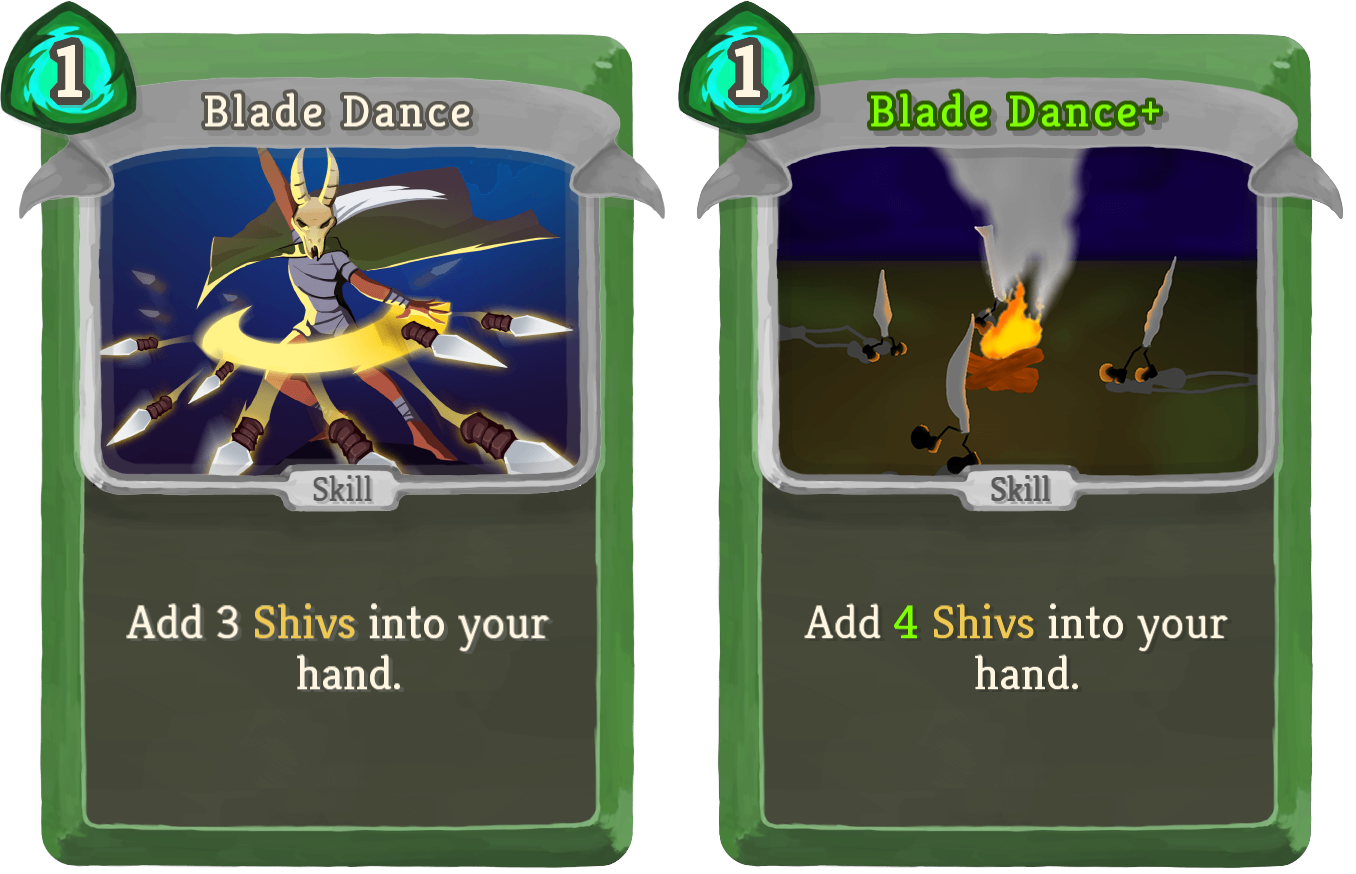 1
Blade Dance
Skill
Add 3 Shivs into your
hand.
1
Blade Dance+
Skill
Add 4 Shivs into your
hand.